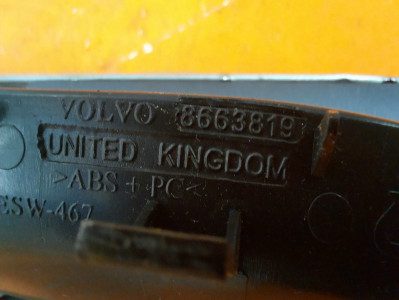 VOLVO 8663819
UNITED KINGDOM
>ABS + PC<
ESW-467